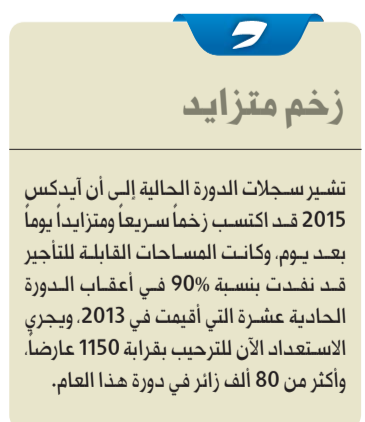 زخم متزايد
تشير سجلات الدورة الحالية إلى أن آيدكس
2015 قد اكتسب زخماً سريعاً ومتزايداً يوماً
بعد يوم، وكانت المساحات القابلة للتأجير
قد نفدت بنسبة 90% في أعقاب الدورة
الحادية عشرة التي أقيمت في 2013. ويجري
الاستعداد الآن للترحيب بقرابة 1150 عارضاً،
وأكثر من 80 ألف زائر في دورة هذا العام.